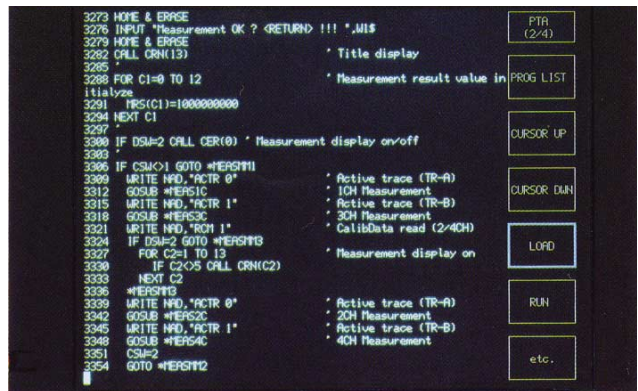 3273 HOME & ERASE
3276 INPUT "Measurement OK ? <RETURN> !!! ",W1$
3279 HOME & ERASE
3282 CALL CRN(13) ' Title display
3285 '
3288 FOR C1=0 TO 12 ' Measurement result value in
itialyze
3291 MRS(C1)=1000000000
3294 NEXT C1
3297 '
3300 IF DSW=2 CALL CER(0) ' Measurement display on/off
3303 '
3306 IF CSW<>1 GOTO *MEASMM1
3309 WRITE NAD,"ACTR 0" ' Active trace (TR-A)
3312 GOSUB *MEAS1C ' 1CH Measurement
3315 WRITE NAD,"ACTR 1" ' Active trace (TR-B)
3318 GOSUB *MEAS3C ' 3CH Measurement
3321 WRITE NAD,"RCM 1" ' CalibData read (2/4CH)
3324 IF DSW=2 GOTO *MEASMM3
3327 FOR C2=1 TO 13 ' Measurement display on
3330 IF C2<>5 CALL CRN(C2)
3333 NEXT C2
3336 *MEASMM3
3339 WRITE NAD,"ACTR 0" ' Active trace (TR-A)
3342 GOSUB *MEAS2C ' 2CH Measurement
3345 WRITE NAD,"ACTR 1" ' Active trace (TR-B)
3348 GOSUB *MEAS4C ' 4CH Measurement
3351 CSW=2
3354 GOTO *MEASMM2
PTA
(2/4)
PROG LIST
CURSOR UP
CURSOR DWN
LOAD
RUN
etc.